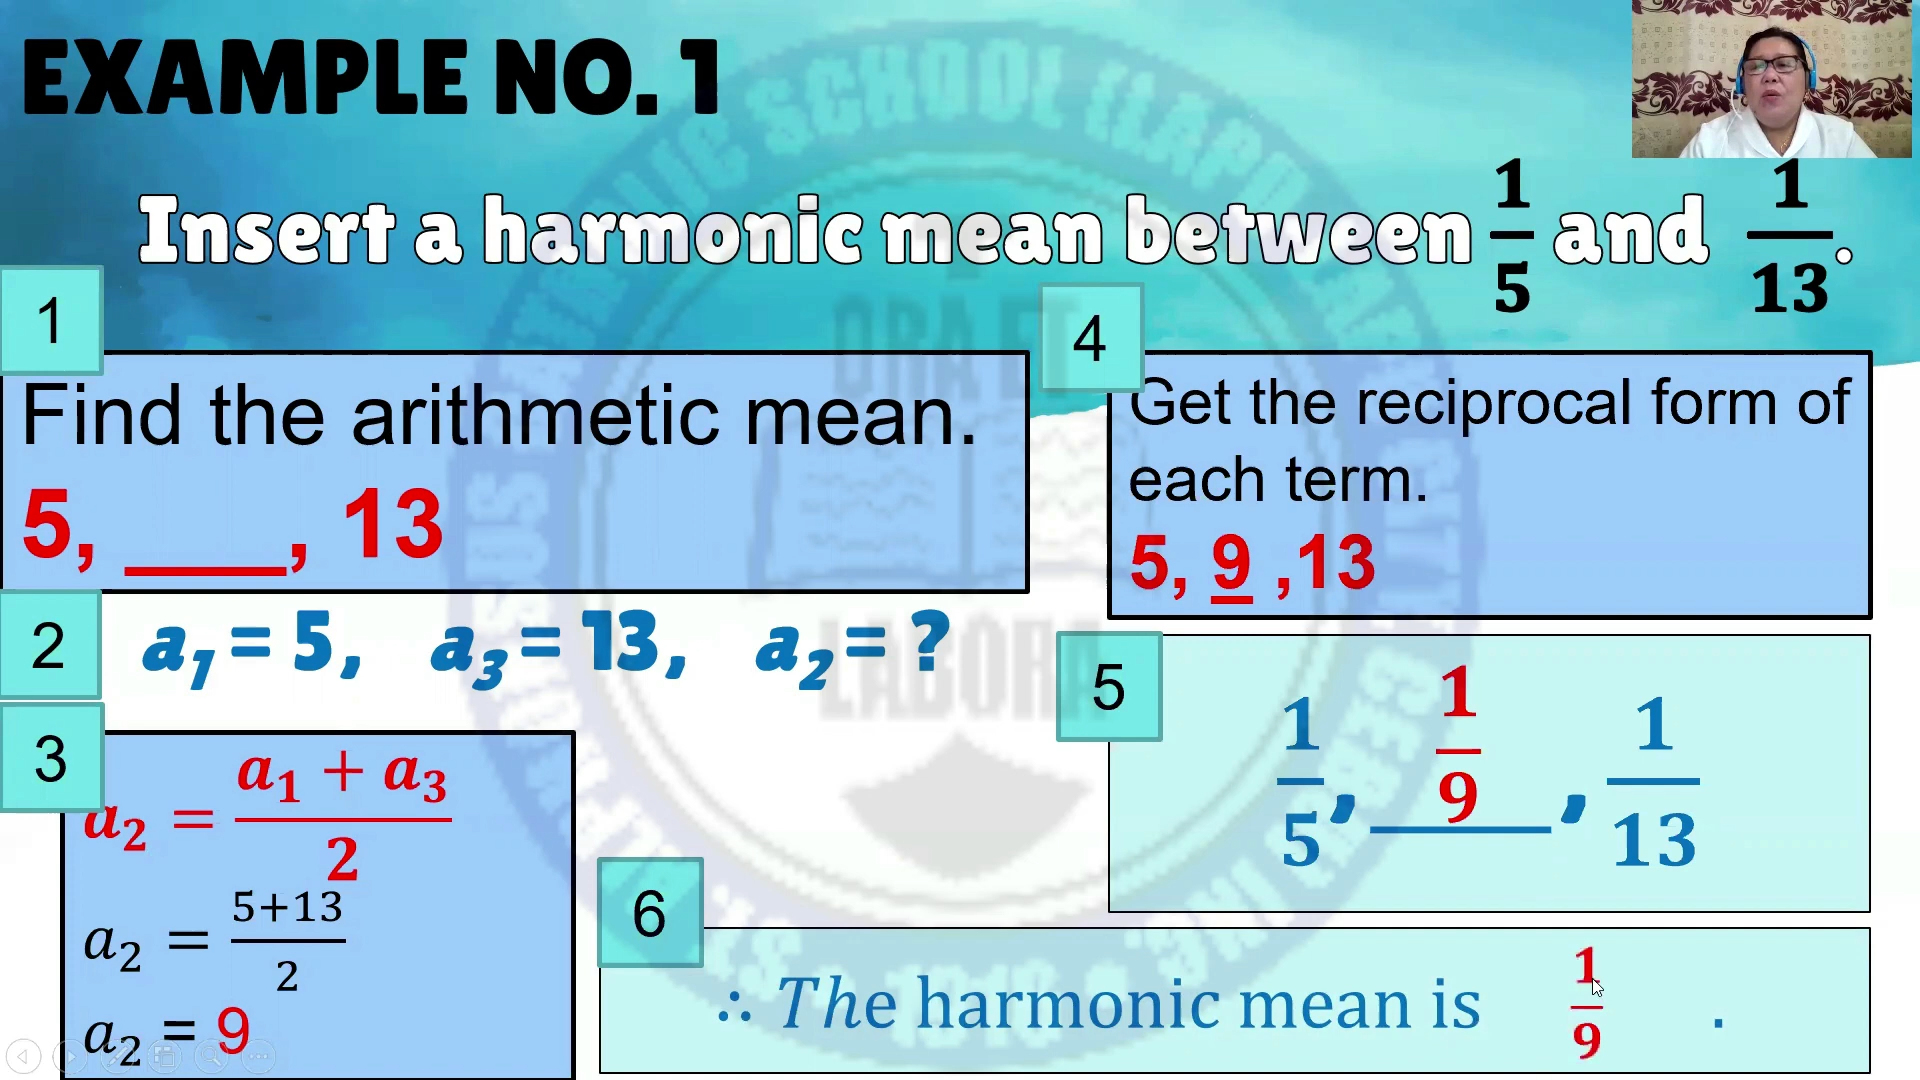 EXAMPLE NO. 1
Insert a harmonic mean between 1/5 and 1/13.
1
Find the arithmetic mean.
5, ____, 13
2
a₁ = 5, a₃ = 13, a₂ = ?
3
a₂ = (a₁ + a₃)/2
a₂ = (5+13)/2
a₂ = 9
4
Get the reciprocal form of
each term.
5, 9 ,13
5
1/5, 1/9, 1/13
6
∴ The harmonic mean is 1/9 .
ORA ET
LABORA